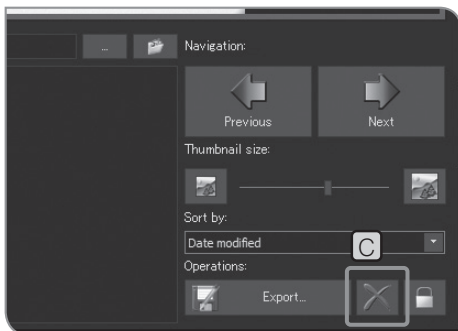 ...
Navigation:
Previous
Next
Thumbnail size:
Sort by:
Date modified
C
Operations:
Export...